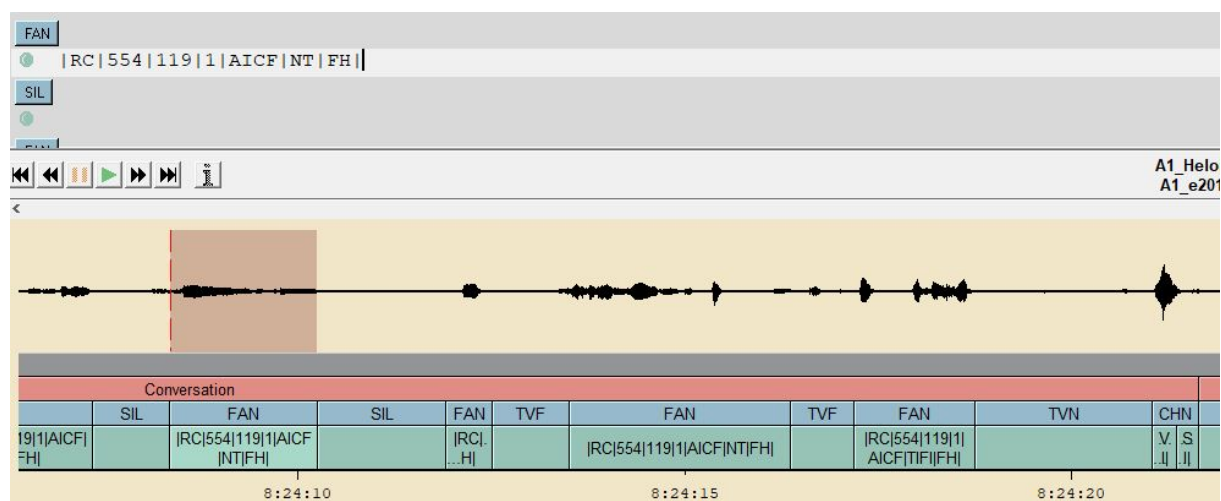 FAN
|RC|554|119|1|AICF|NT|FH|
SIL
A1_Helo
A1_e201
Conversation
SIL FAN SIL FAN TVF FAN TVF FAN TVN CHN
19|1|AICF| |RC|554|119|1|AICF |RC|. |RC|554|119|1|AICF|NT|FH| |RC|554|119|1| V. .S
FH| |NT|FH| ...H| AICF|TIFI|FH| ..I| .I|
8:24:10 8:24:15 8:24:20